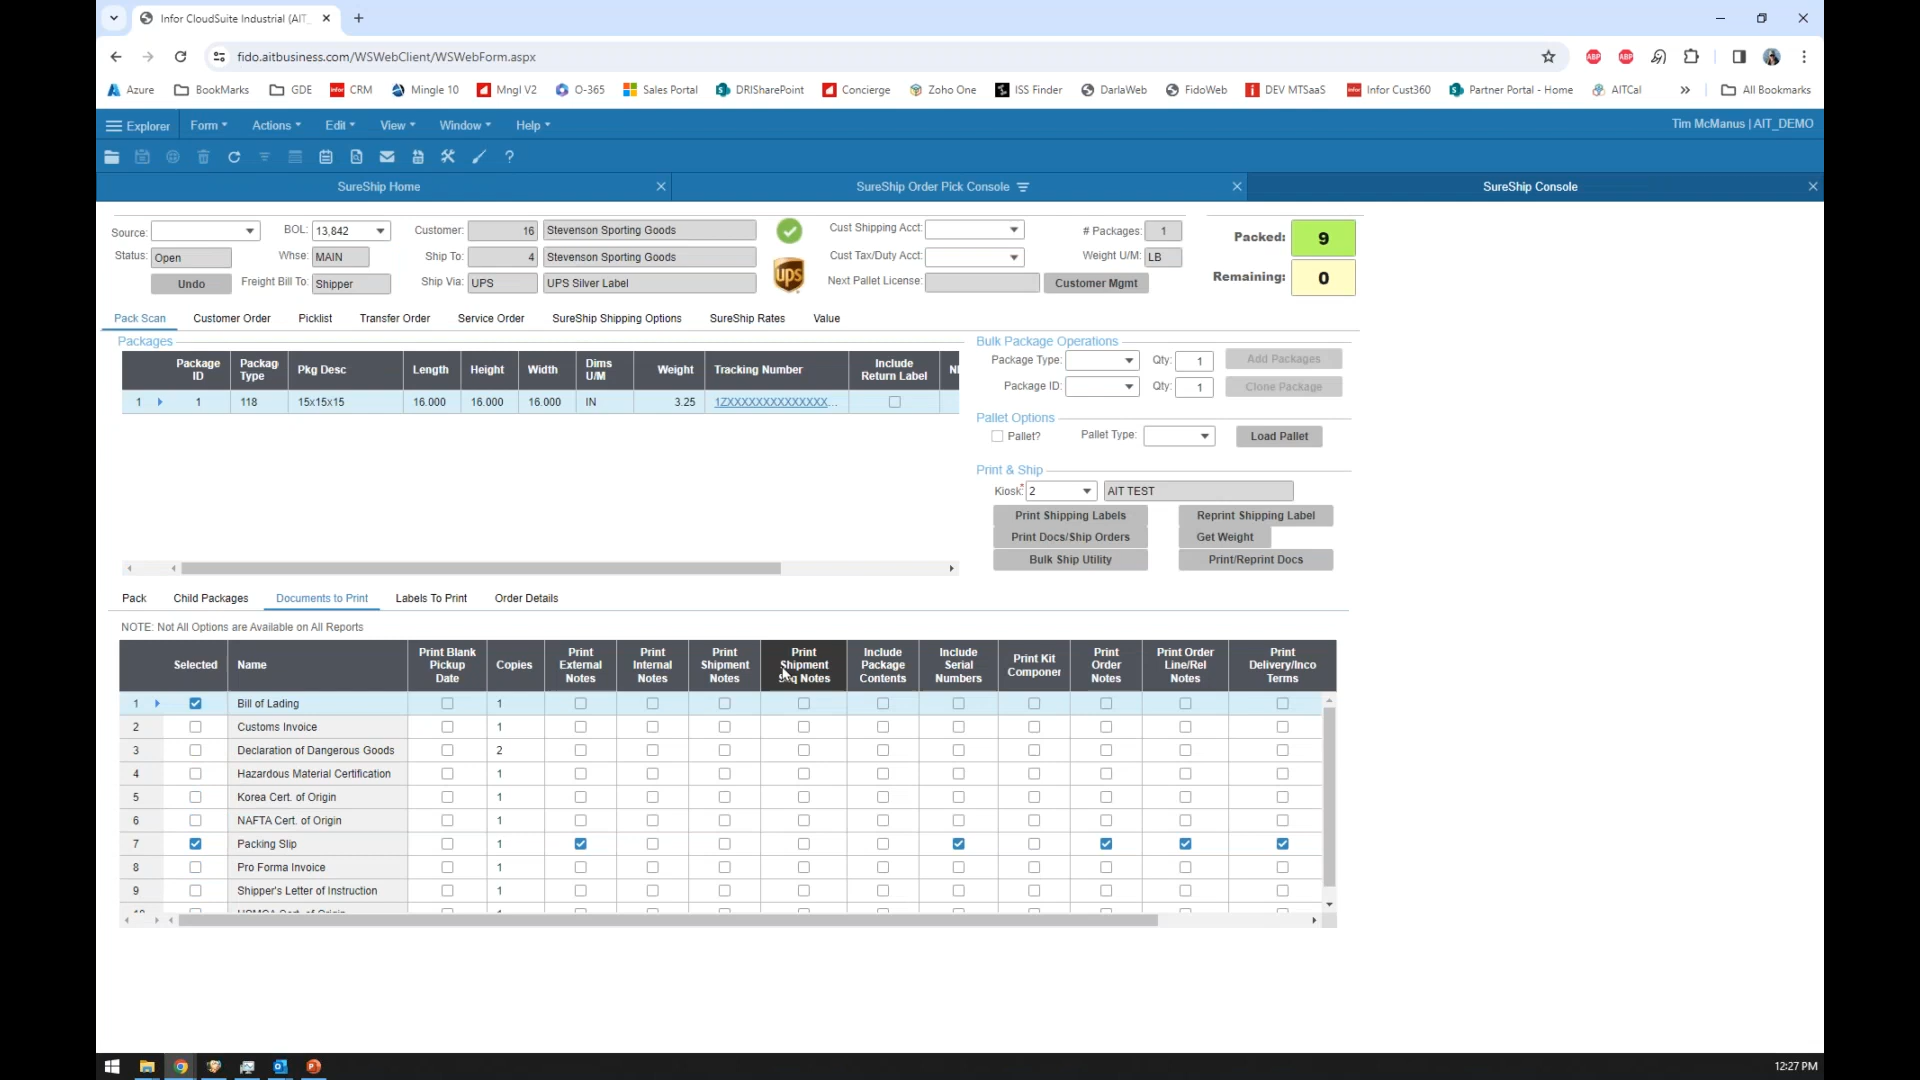 Infor CloudSuite Industrial (AIT_
fido.aitbusiness.com/WSWebClient/WSWebForm.aspx
ABP ABP
Azure BookMarks GDE CRM Mingle 10 Mngl V2 O-365 Sales Portal DRISharePoint Concierge Zoho One ISS Finder DarlaWeb FidoWeb DEV MTSaaS Infor Cust360 Partner Portal - Home AITCal » All Bookmarks
Explorer Form Actions Edit View Window Help Tim McManus | AIT_DEMO
SureShip Home SureShip Order Pick Console SureShip Console
Source: BOL: 13,842 Customer: 16 Stevenson Sporting Goods Cust Shipping Acct: # Packages: 1 Packed: 9
Status: Open Whse: MAIN Ship To: 4 Stevenson Sporting Goods Cust Tax/Duty Acct: Weight U/M: LB
Undo Freight Bill To: Shipper Ship Via: UPS UPS Silver Label ups Next Pallet License: Customer Mgmt Remaining: 0
Pack Scan Customer Order Picklist Transfer Order Service Order SureShip Shipping Options SureShip Rates Value
Packages
Package ID Packag Type Pkg Desc Length Height Width Dims U/M Weight Tracking Number Include Return Label
1 1 118 15x15x15 16.000 16.000 16.000 IN 3.25 1ZXXXXXXXXXXXXXX...
Bulk Package Operations
Package Type: Qty: 1 Add Packages
Package ID: Qty: 1 Clone Package
Pallet Options
Pallet? Pallet Type: Load Pallet
Print & Ship
Kiosk:* 2 AIT TEST
Print Shipping Labels Reprint Shipping Label
Print Docs/Ship Orders Get Weight
Bulk Ship Utility Print/Reprint Docs
Pack Child Packages Documents to Print Labels To Print Order Details
NOTE: Not All Options are Available on All Reports
Selected Name Print Blank Pickup Date Copies Print External Notes Print Internal Notes Print Shipment Notes Print Shipment Seq Notes Include Package Contents Include Serial Numbers Print Kit Componer Print Order Notes Print Order Line/Rel Notes Print Delivery/Inco Terms
1 Bill of Lading 1
2 Customs Invoice 1
3 Declaration of Dangerous Goods 2
4 Hazardous Material Certification 1
5 Korea Cert. of Origin 1
6 NAFTA Cert. of Origin 1
7 Packing Slip 1
8 Pro Forma Invoice 1
9 Shipper's Letter of Instruction 1
12:27 PM